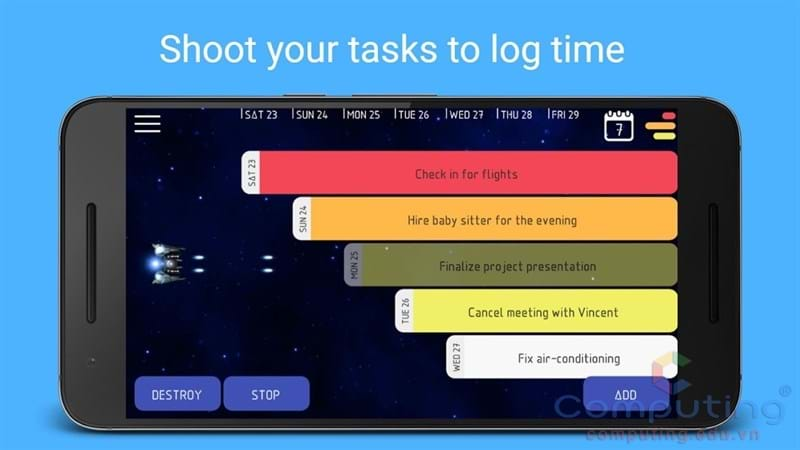 Shoot your tasks to log time
SAT 23 SUN 24 MON 25 TUE 26 WED 27 THU 28 FRI 29
7
SAT 23
Check in for flights
SUN 24
Hire baby sitter for the evening
MON 25
Finalize project presentation
TUE 26
Cancel meeting with Vincent
WED 27
Fix air-conditioning
DESTROY STOP ADD
Computing®
computing.edu.vn